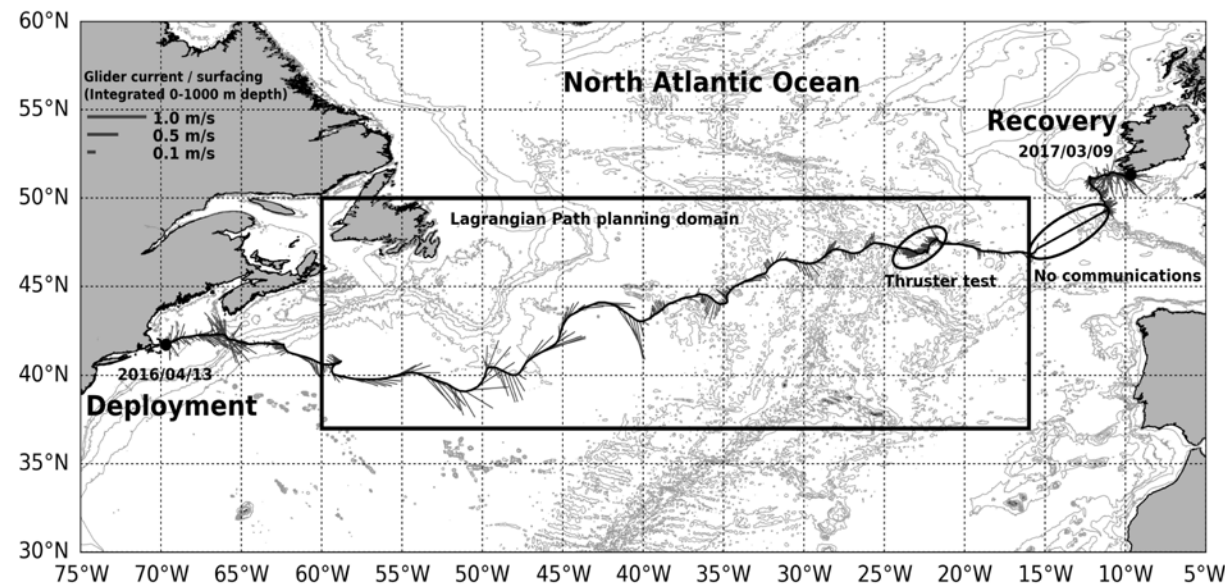 60°N
55°N
50°N
45°N
40°N
35°N
30°N
Glider current / surfacing
(Integrated 0-1000 m depth)
1.0 m/s
0.5 m/s
0.1 m/s
North Atlantic Ocean
Recovery
2017/03/09
Lagrangian Path planning domain
Thruster test
No communications
2016/04/13
Deployment
75°W 70°W 65°W 60°W 55°W 50°W 45°W 40°W 35°W 30°W 25°W 20°W 15°W 10°W 5°W